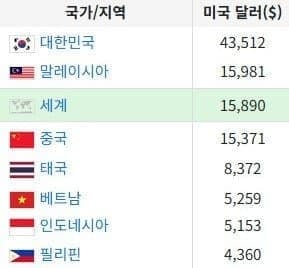 국가/지역 미국 달러($)
대한민국 43,512
말레이시아 15,981
세계 15,890
중국 15,371
태국 8,372
베트남 5,259
인도네시아 5,153
필리핀 4,360